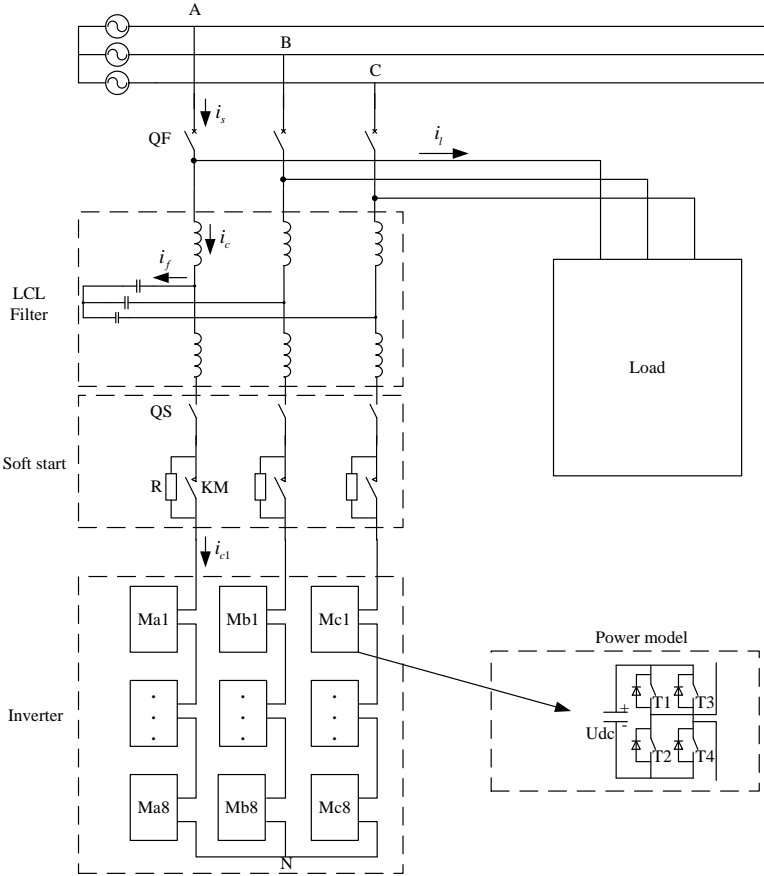 A
B
C
i_s
QF
i_l
i_c
i_f
LCL
Filter
Load
QS
Soft start
R
KM
i_c1
Ma1
Mb1
Mc1
Power model
Inverter
T1
T3
+
Udc
-
T2
T4
Ma8
Mb8
Mc8
N